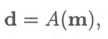 𝐝 = A(𝐦),